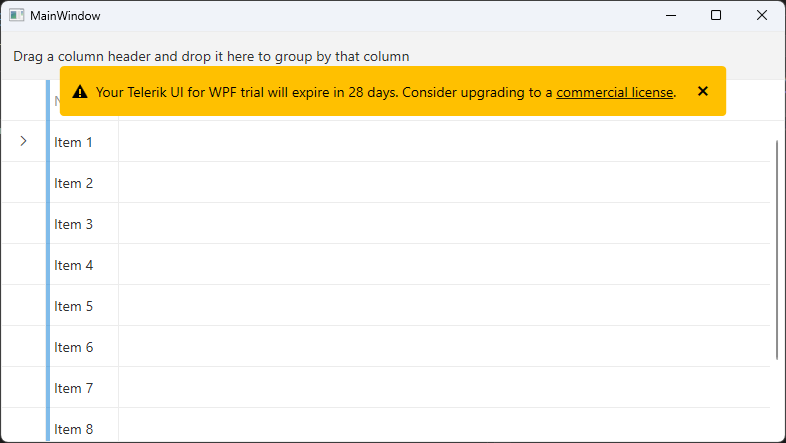 MainWindow
Drag a column header and drop it here to group by that column
Your Telerik UI for WPF trial will expire in 28 days. Consider upgrading to a commercial license.
Item 1
Item 2
Item 3
Item 4
Item 5
Item 6
Item 7
Item 8